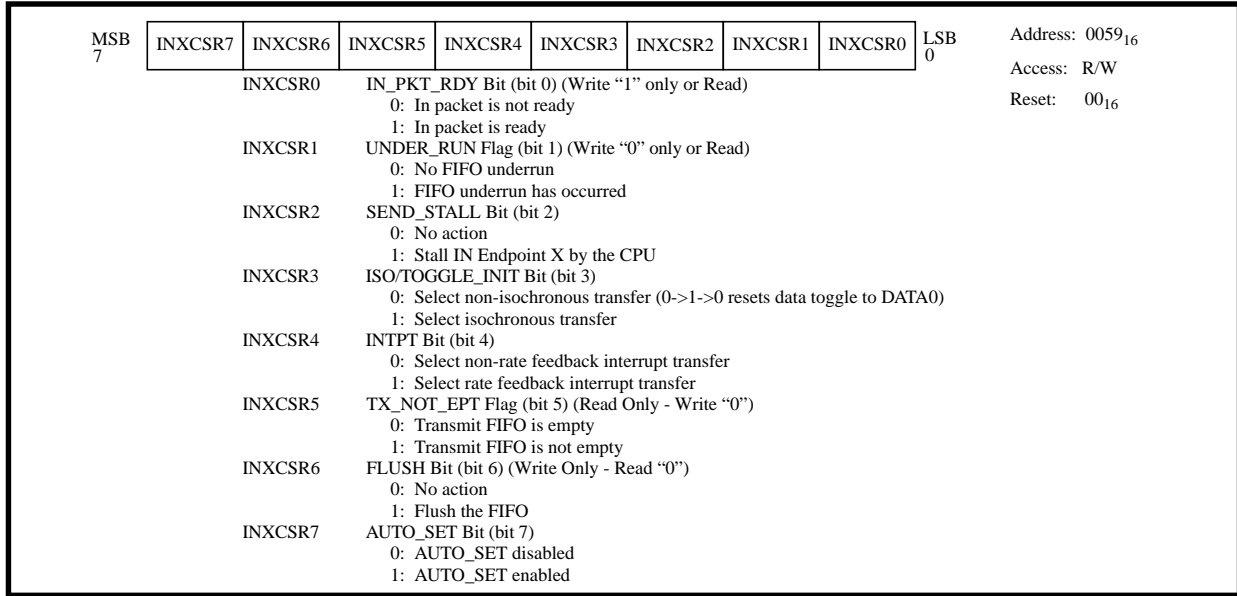 MSB 7 INXCSR7 INXCSR6 INXCSR5 INXCSR4 INXCSR3 INXCSR2 INXCSR1 INXCSR0 LSB 0
Address: 0059₁₆
Access: R/W
Reset: 00₁₆
INXCSR0 IN_PKT_RDY Bit (bit 0) (Write “1” only or Read)
0: In packet is not ready
1: In packet is ready
INXCSR1 UNDER_RUN Flag (bit 1) (Write “0” only or Read)
0: No FIFO underrun
1: FIFO underrun has occurred
INXCSR2 SEND_STALL Bit (bit 2)
0: No action
1: Stall IN Endpoint X by the CPU
INXCSR3 ISO/TOGGLE_INIT Bit (bit 3)
0: Select non-isochronous transfer (0->1->0 resets data toggle to DATA0)
1: Select isochronous transfer
INXCSR4 INTPT Bit (bit 4)
0: Select non-rate feedback interrupt transfer
1: Select rate feedback interrupt transfer
INXCSR5 TX_NOT_EPT Flag (bit 5) (Read Only - Write “0”)
0: Transmit FIFO is empty
1: Transmit FIFO is not empty
INXCSR6 FLUSH Bit (bit 6) (Write Only - Read “0”)
0: No action
1: Flush the FIFO
INXCSR7 AUTO_SET Bit (bit 7)
0: AUTO_SET disabled
1: AUTO_SET enabled